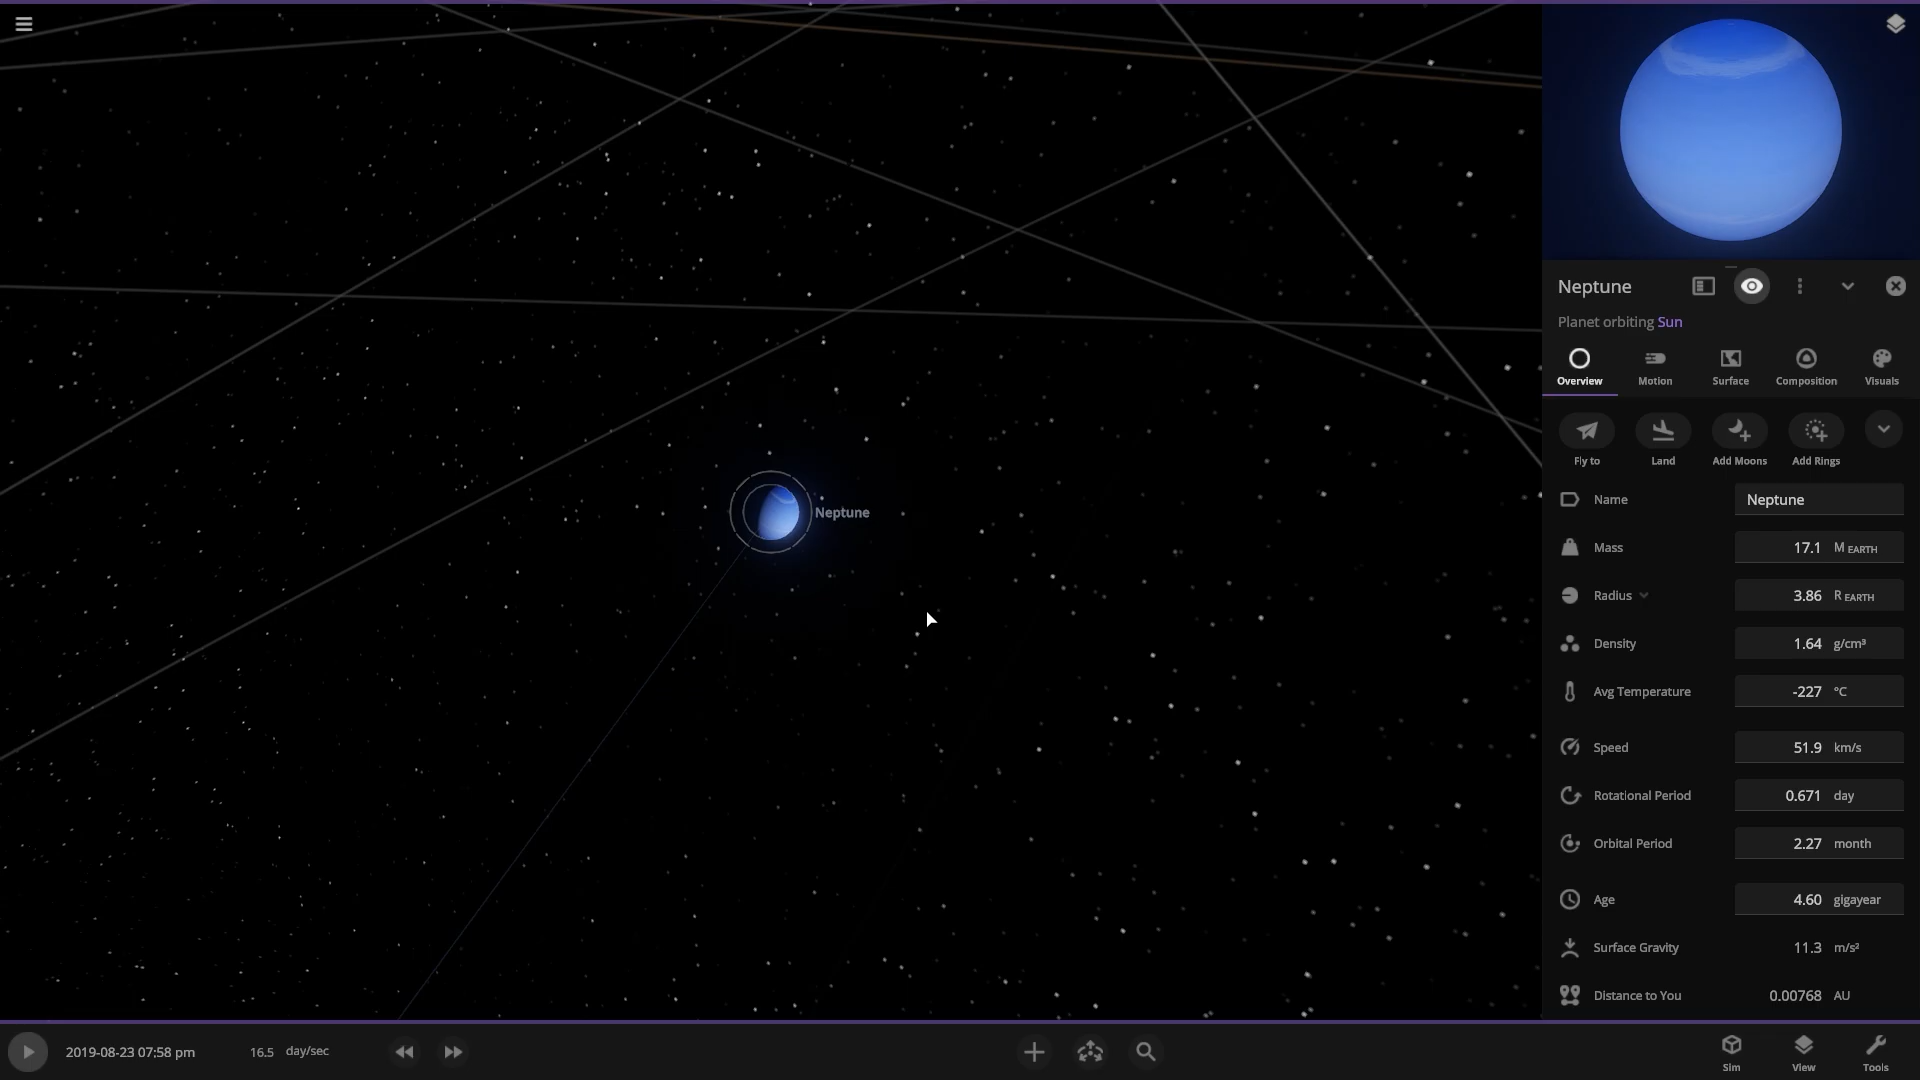 Neptune
Neptune
Planet orbiting Sun
Overview
Motion
Surface
Composition
Visuals
Fly to
Land
Add Moons
Add Rings
Name Neptune
Mass 17.1 M EARTH
Radius 3.86 R EARTH
Density 1.64 g/cm³
Avg Temperature -227 °C
Speed 51.9 km/s
Rotational Period 0.671 day
Orbital Period 2.27 month
Age 4.60 gigayear
Surface Gravity 11.3 m/s²
Distance to You 0.00768 AU
2019-08-23 07:58 pm 16.5 day/sec
Sim
View
Tools